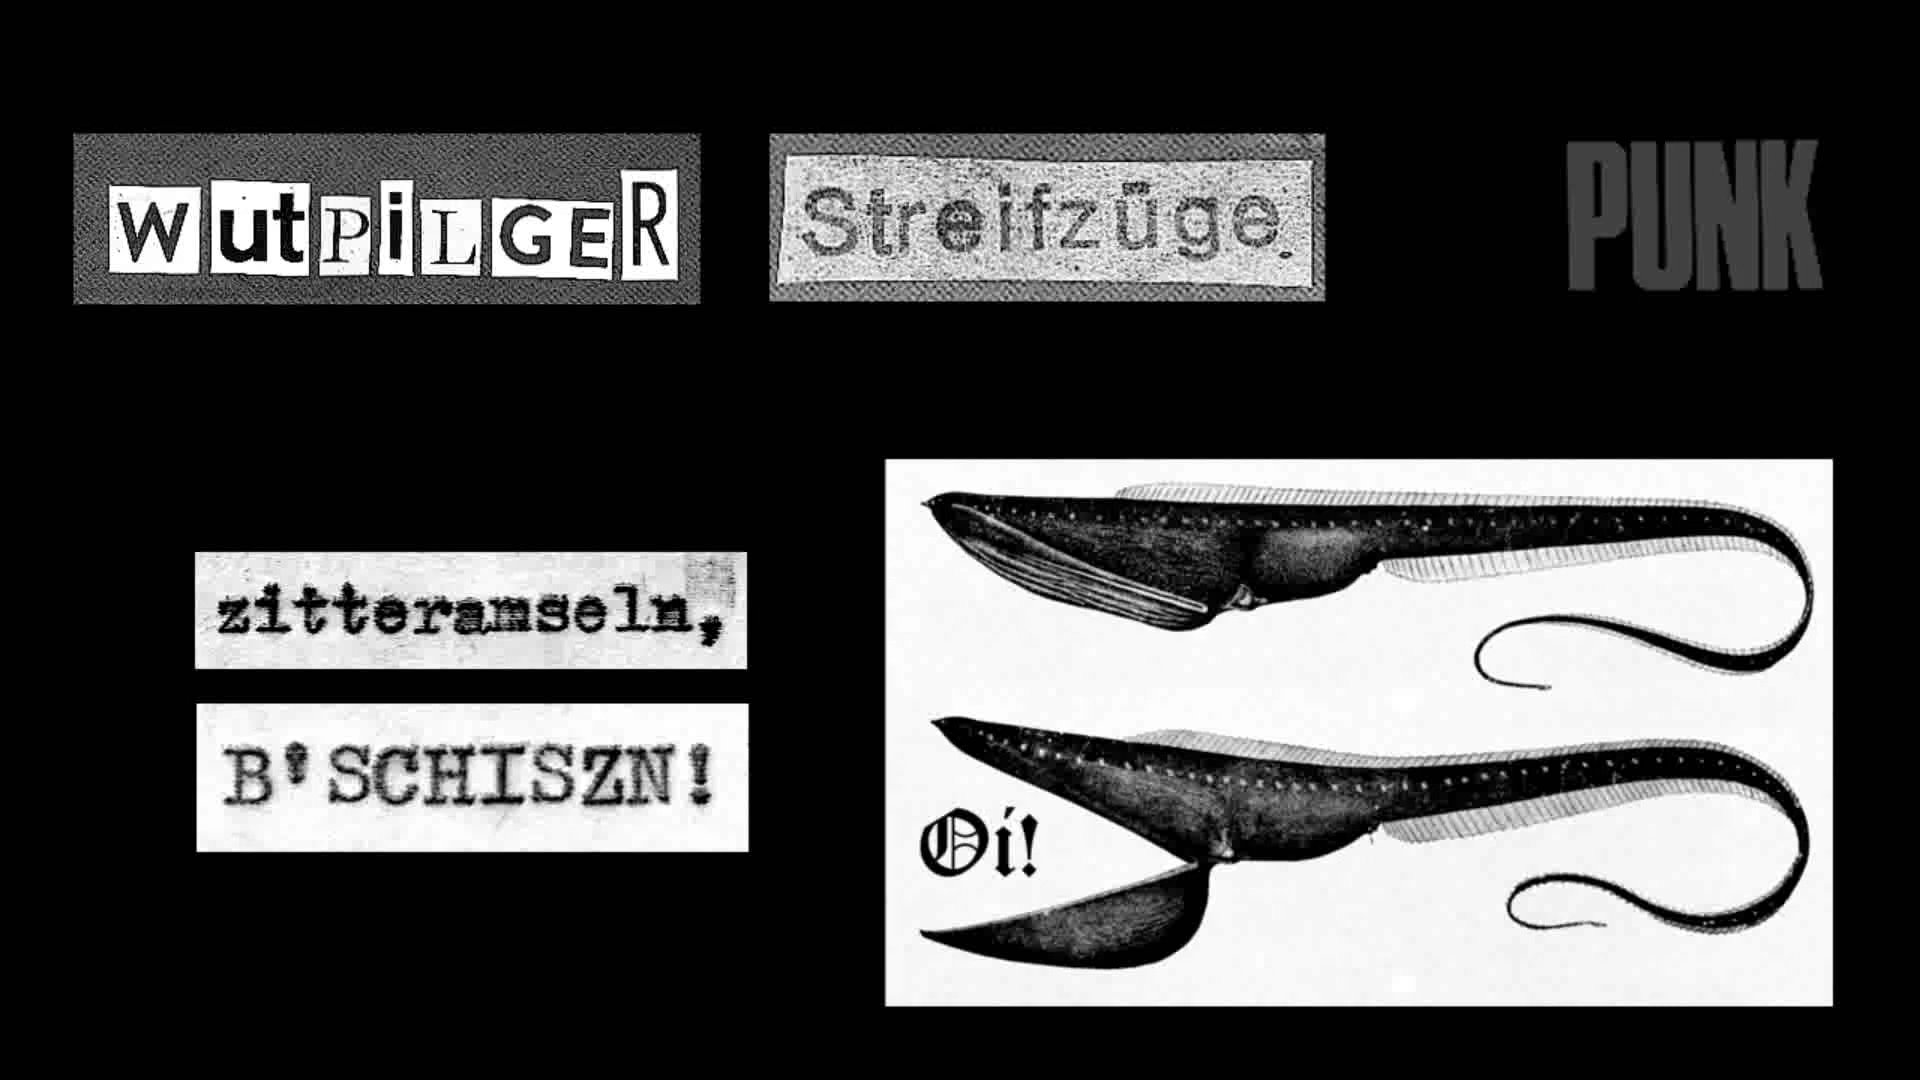 wutPiLGER Streifzüge.
PUNK
zitteramseln,
B'SCHISZN!
Oi!